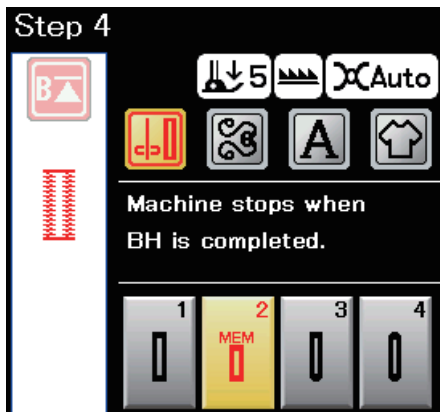 Step 4
B
5
Auto
A
Machine stops when
BH is completed.
1 2 3 4
MEM